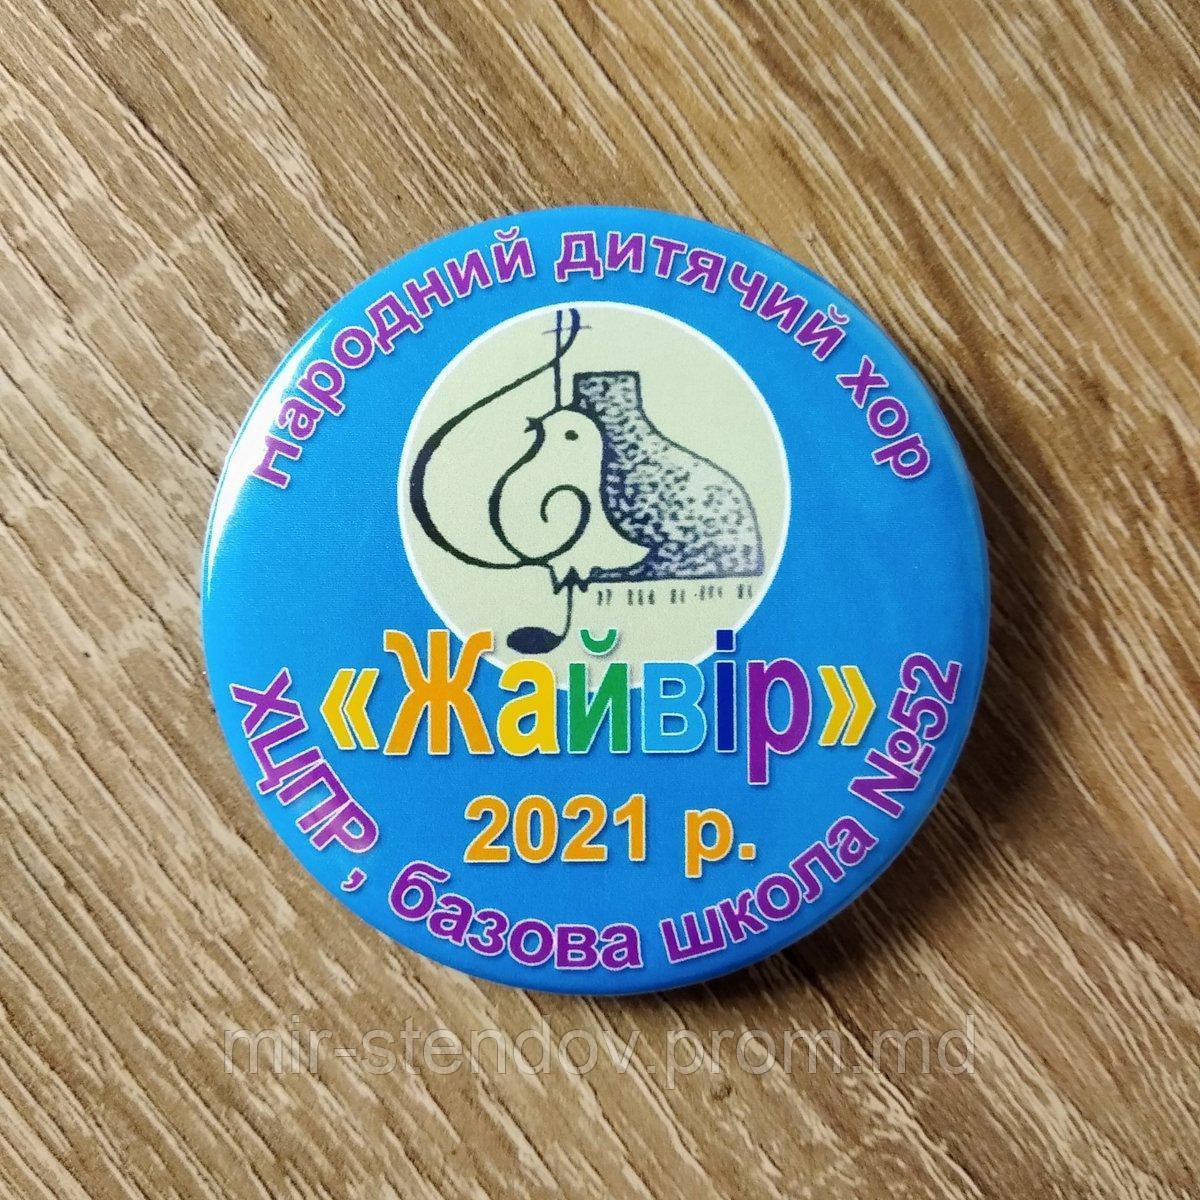 Народний дитячий хор
«Жайвір»
2021 р.
ХЦПР, базова школа №52
mir-stendov.prom.md